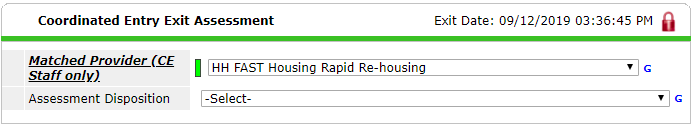 Coordinated Entry Exit Assessment Exit Date: 09/12/2019 03:36:45 PM
Matched Provider (CE
Staff only)
HH FAST Housing Rapid Re-housing G
Assessment Disposition -Select- G